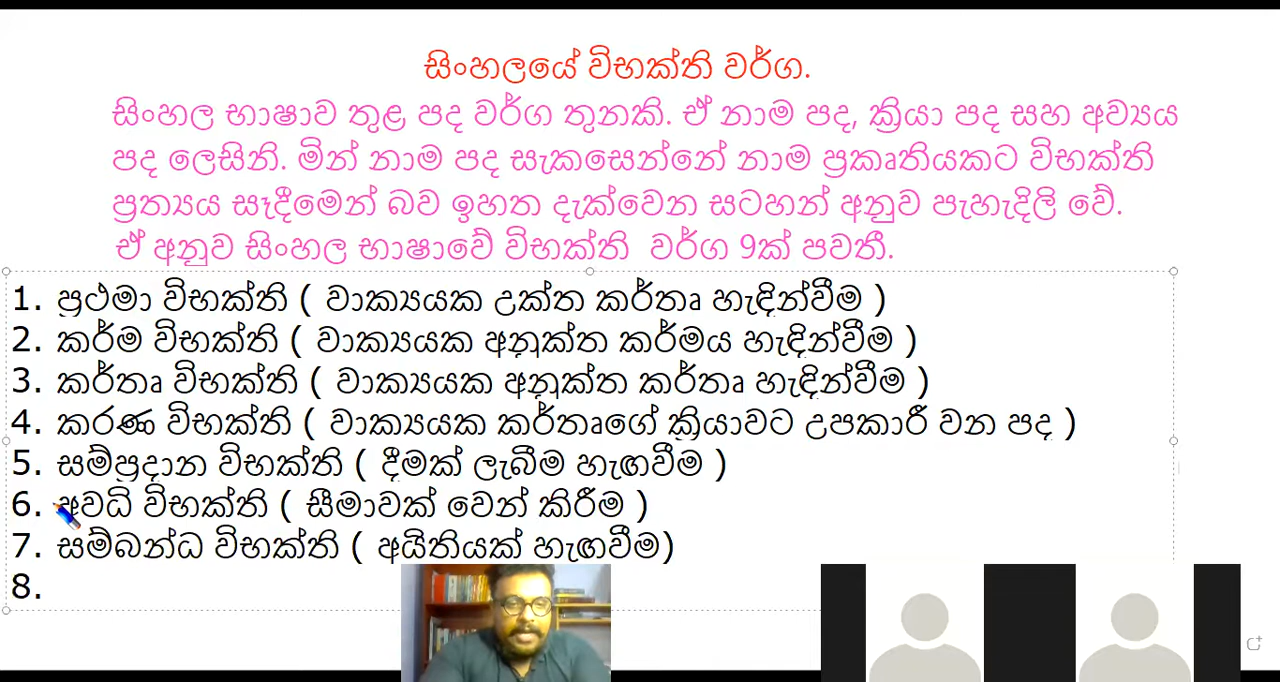 සිංහලයේ විභක්ති වර්ග.
සිංහල භාෂාව තුළ පද වර්ග තුනකි. ඒ නාම පද, ක්‍රියා පද සහ අව්‍යය
පද ලෙසිනි. මින් නාම පද සැකසෙන්නේ නාම ප්‍රකෘතියකට විභක්ති
ප්‍රත්‍යය සෑදීමෙන් බව ඉහත දැක්වෙන සටහන් අනුව පැහැදිලි වේ.
ඒ අනුව සිංහල භාෂාවේ විභක්ති වර්ග 9ක් පවතී.
1. ප්‍රථමා විභක්ති ( වාක්‍යයක උක්ත කර්තෘ හැඳින්වීම )
2. කර්ම විභක්ති ( වාක්‍යයක අනුක්ත කර්මය හැඳින්වීම )
3. කර්තෘ විභක්ති ( වාක්‍යයක අනුක්ත කර්තෘ හැඳින්වීම )
4. කරණ විභක්ති ( වාක්‍යයක කර්තෘගේ ක්‍රියාවට උපකාරී වන පද )
5. සම්ප්‍රදාන විභක්ති ( දීමක් ලැබීම හැඟවීම )
6. අවධි විභක්ති ( සීමාවක් වෙන් කිරීම )
7. සම්බන්ධ විභක්ති ( අයිතියක් හැඟවීම)
8.